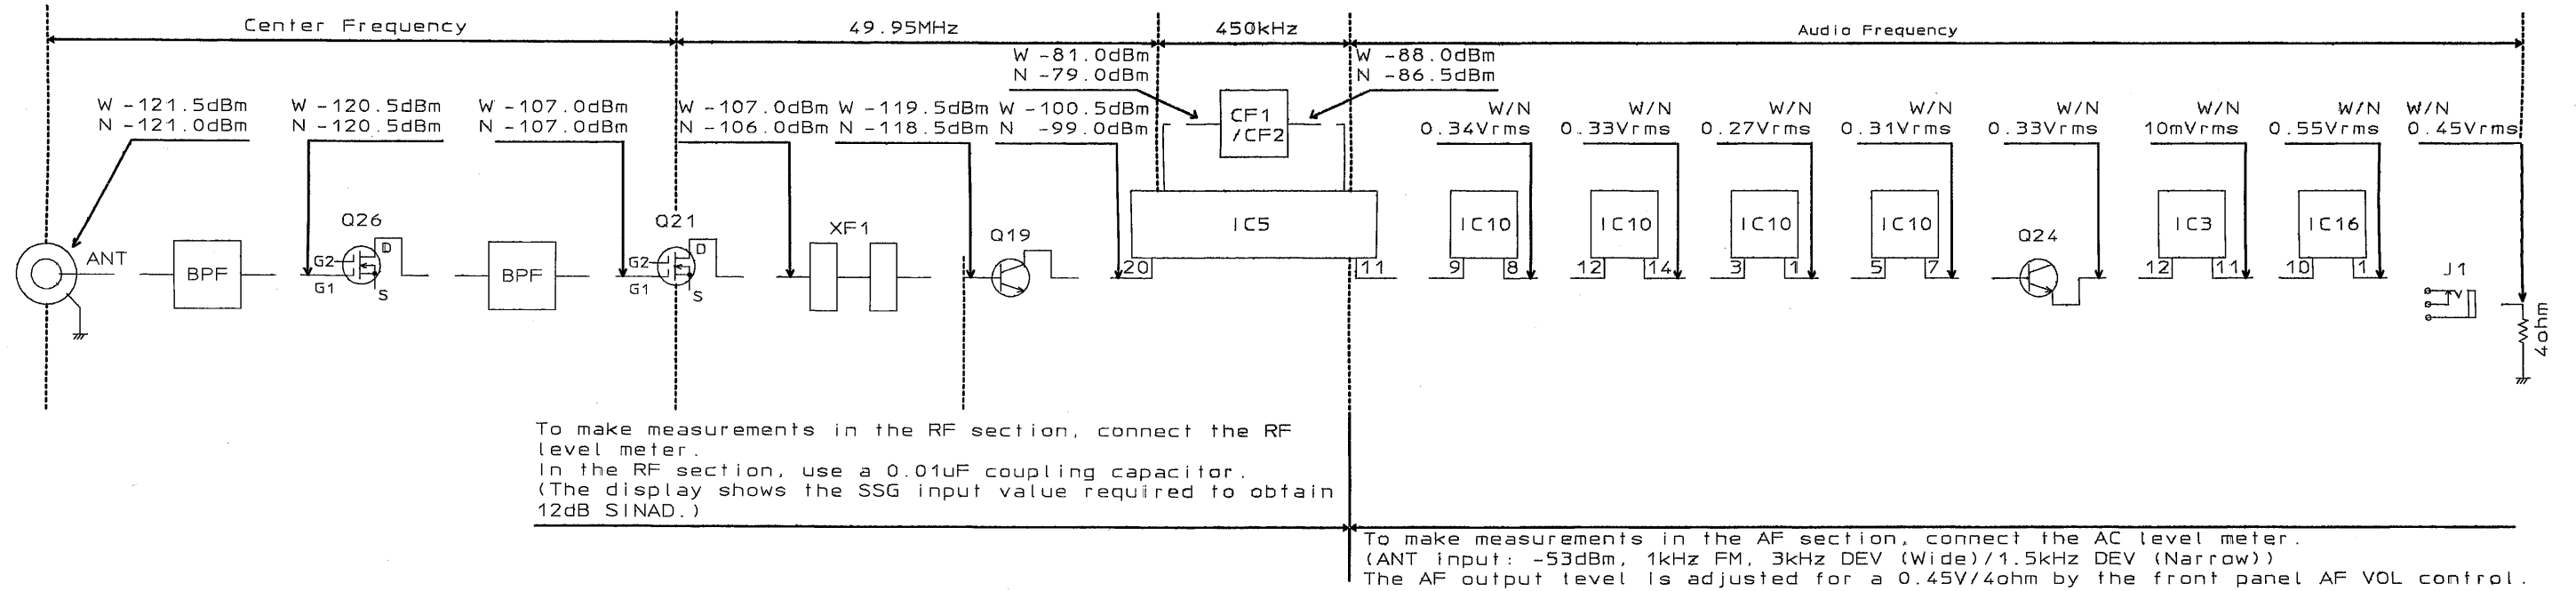 Center Frequency
49.95MHz
450kHz
Audio Frequency
W -81.0dBm
N -79.0dBm
W -88.0dBm
N -86.5dBm
W -121.5dBm
N -121.0dBm
W -120.5dBm
N -120.5dBm
W -107.0dBm
N -107.0dBm
W -107.0dBm
N -106.0dBm
W -119.5dBm
N -118.5dBm
W -100.5dBm
N -99.0dBm
CF1
/CF2
W/N
0.34Vrms
W/N
0.33Vrms
W/N
0.27Vrms
W/N
0.31Vrms
W/N
0.33Vrms
W/N
10mVrms
W/N
0.55Vrms
W/N
0.45Vrms
ANT
BPF
Q26
G2
G1
D
S
BPF
Q21
G2
G1
D
S
XF1
Q19
20
IC5
11
IC10
9
8
IC10
12
14
IC10
3
1
IC10
5
7
Q24
IC3
12
11
IC16
10
1
J1
4ohm
To make measurements in the RF section, connect the RF
level meter.
In the RF section, use a 0.01uF coupling capacitor.
(The display shows the SSG input value required to obtain
12dB SINAD.)
To make measurements in the AF section, connect the AC level meter.
(ANT input: -53dBm, 1kHz FM, 3kHz DEV (Wide)/1.5kHz DEV (Narrow))
The AF output level is adjusted for a 0.45V/4ohm by the front panel AF VOL control.